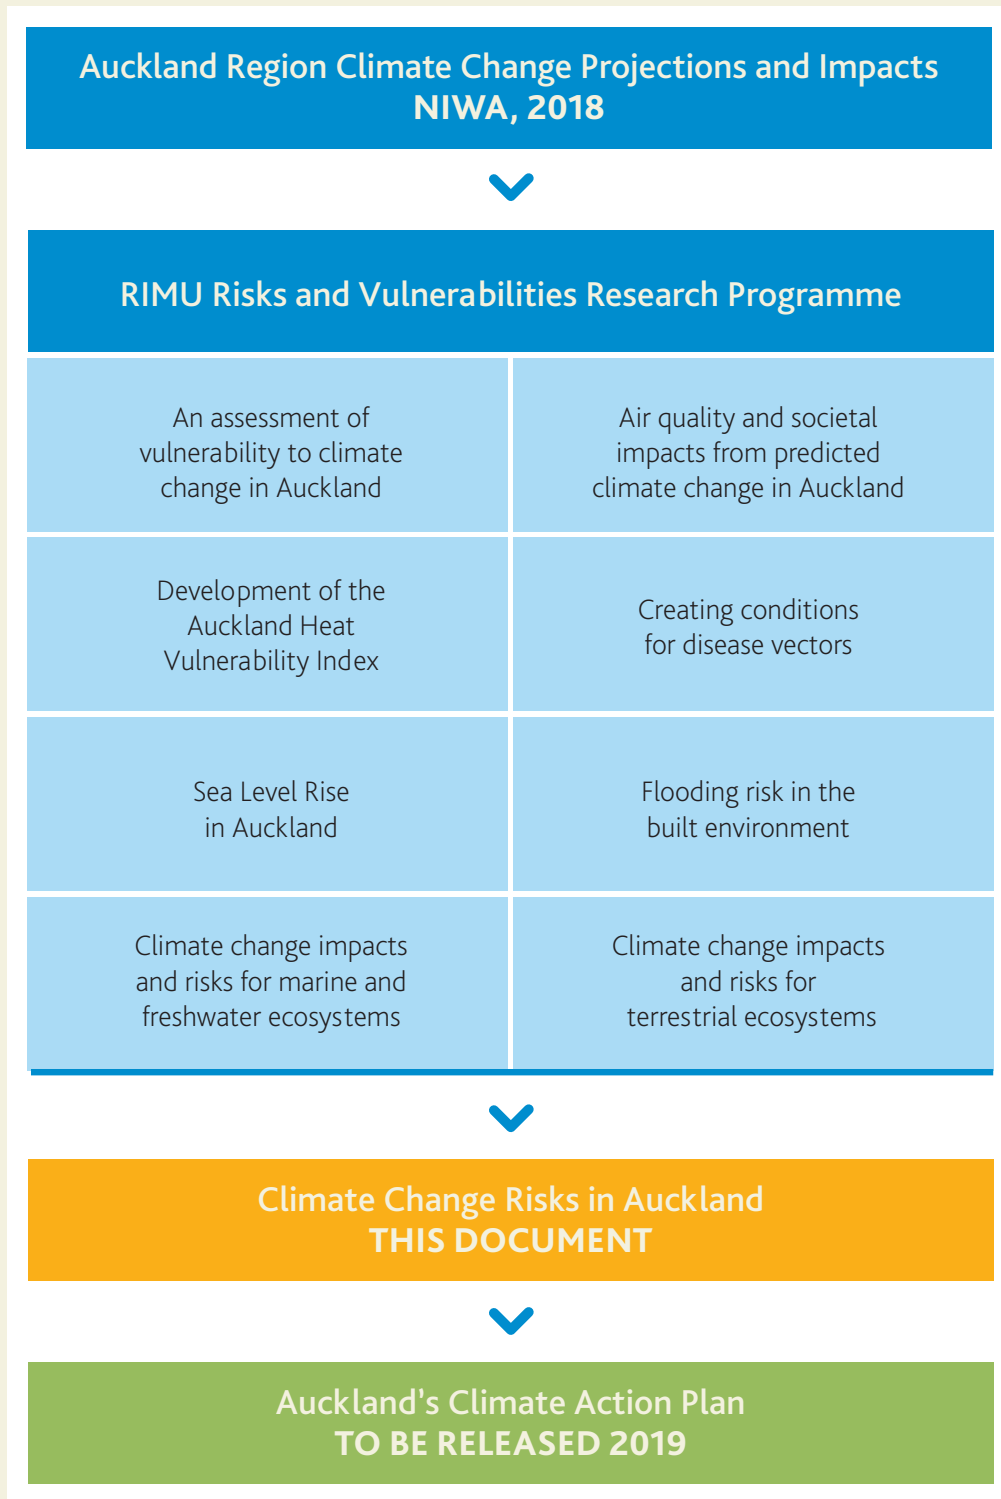 Auckland Region Climate Change Projections and Impacts
NIWA, 2018
RIMU Risks and Vulnerabilities Research Programme
An assessment of
vulnerability to climate
change in Auckland
Air quality and societal
impacts from predicted
climate change in Auckland
Development of the
Auckland Heat
Vulnerability Index
Creating conditions
for disease vectors
Sea Level Rise
in Auckland
Flooding risk in the
built environment
Climate change impacts
and risks for marine and
freshwater ecosystems
Climate change impacts
and risks for
terrestrial ecosystems
Climate Change Risks in Auckland
THIS DOCUMENT
Auckland’s Climate Action Plan
TO BE RELEASED 2019